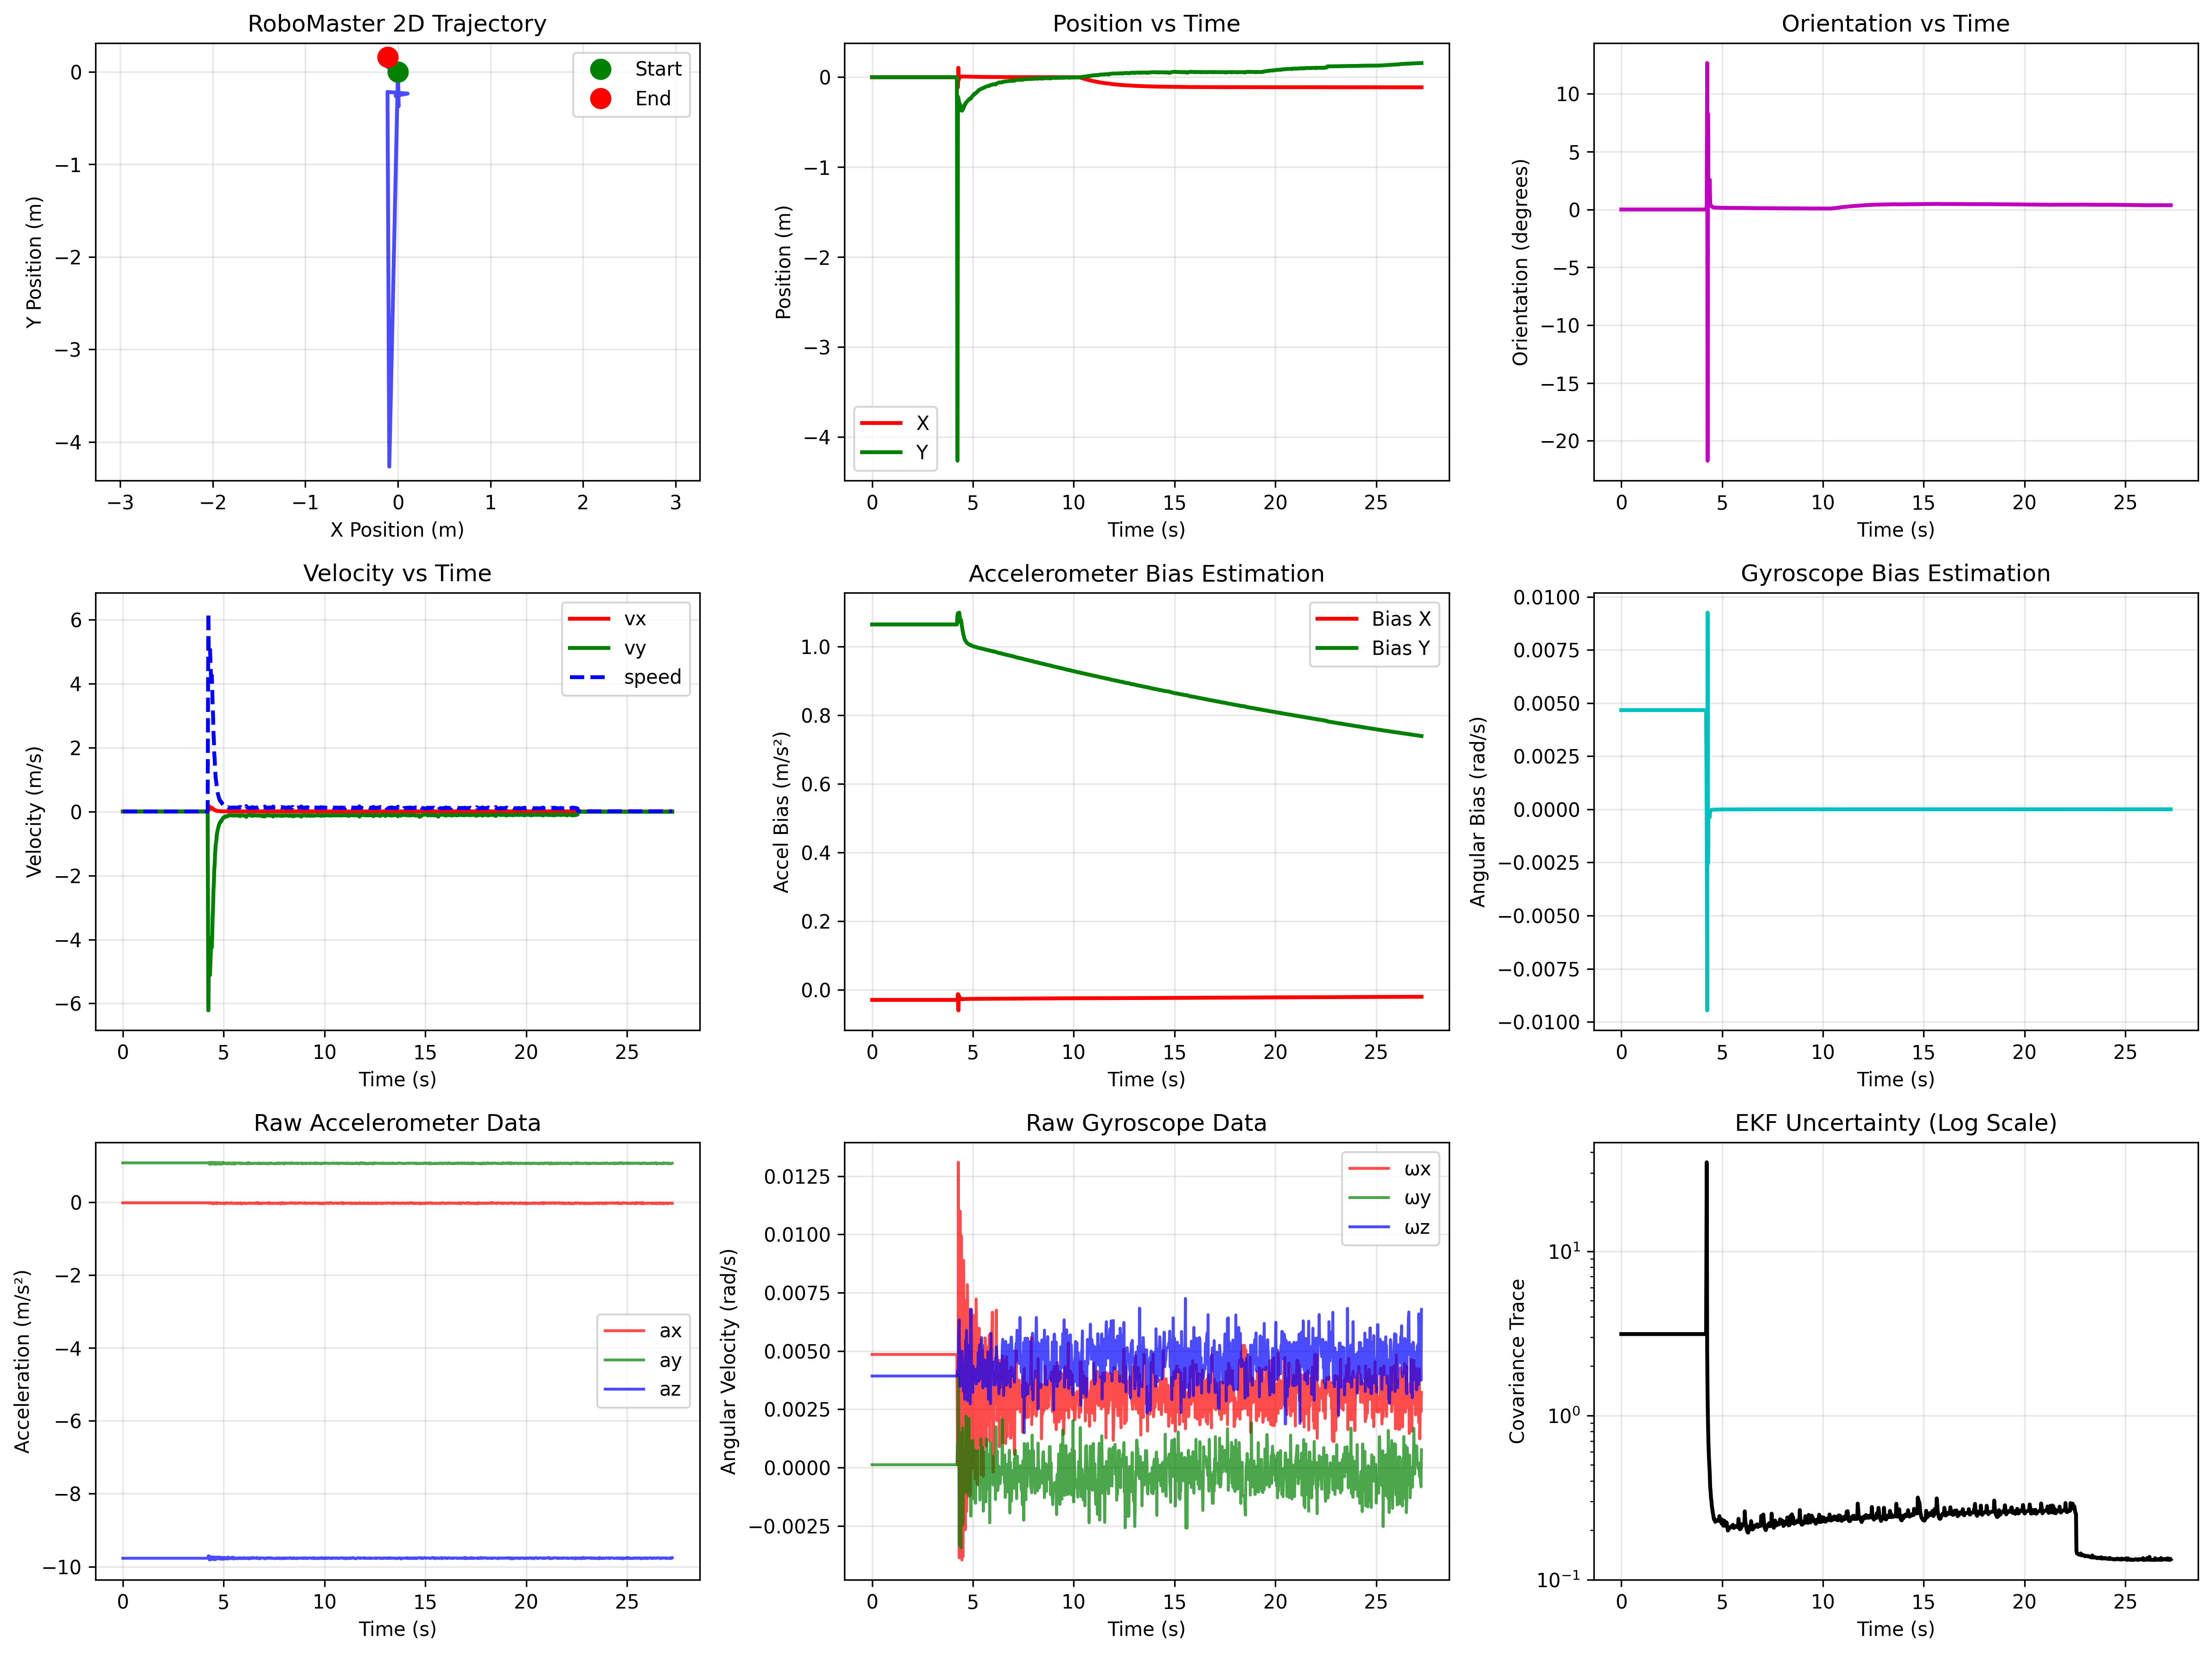 RoboMaster 2D Trajectory
Start
End
0
−1
−2
−3
−4
Y Position (m)
−3 −2 −1 0 1 2 3
X Position (m)
Position vs Time
0
−1
−2
−3
−4
Position (m)
X
Y
0 5 10 15 20 25
Time (s)
Orientation vs Time
10
5
0
−5
−10
−15
−20
Orientation (degrees)
0 5 10 15 20 25
Time (s)
Velocity vs Time
vx
vy
speed
6
4
2
0
−2
−4
−6
Velocity (m/s)
0 5 10 15 20 25
Time (s)
Accelerometer Bias Estimation
Bias X
Bias Y
1.0
0.8
0.6
0.4
0.2
0.0
Accel Bias (m/s²)
0 5 10 15 20 25
Time (s)
Gyroscope Bias Estimation
0.0100
0.0075
0.0050
0.0025
0.0000
−0.0025
−0.0050
−0.0075
−0.0100
Angular Bias (rad/s)
0 5 10 15 20 25
Time (s)
Raw Accelerometer Data
0
−2
−4
−6
−8
−10
Acceleration (m/s²)
ax
ay
az
0 5 10 15 20 25
Time (s)
Raw Gyroscope Data
ωx
ωy
ωz
0.0125
0.0100
0.0075
0.0050
0.0025
0.0000
−0.0025
Angular Velocity (rad/s)
0 5 10 15 20 25
Time (s)
EKF Uncertainty (Log Scale)
10¹
10⁰
10⁻¹
Covariance Trace
0 5 10 15 20 25
Time (s)